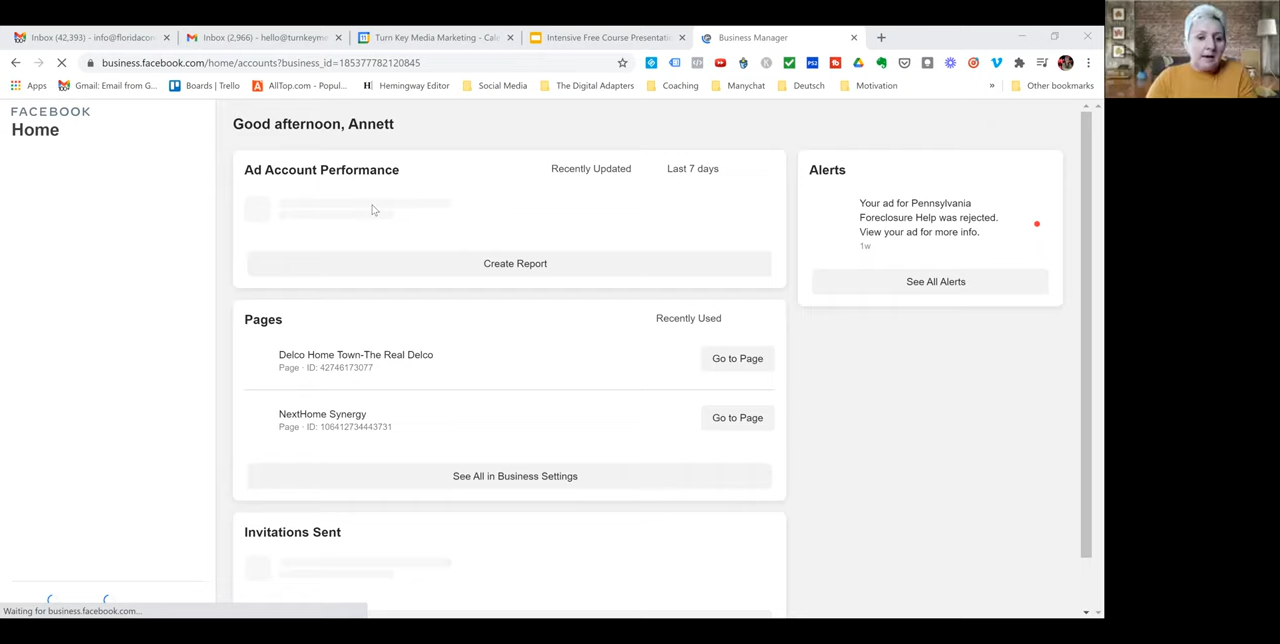 Inbox (42,393) - info@floridacor
Inbox (2,966) - hello@turnkeyme
Turn Key Media Marketing - Cale
Intensive Free Course Presentati
Business Manager
business.facebook.com/home/accounts?business_id=185377782120845
Apps
Gmail: Email from G...
Boards | Trello
AllTop.com - Popul...
Hemingway Editor
Social Media
The Digital Adapters
Coaching
Manychat
Deutsch
Motivation
»
Other bookmarks
FACEBOOK
Home
Good afternoon, Annett
Ad Account Performance
Recently Updated
Last 7 days
Create Report
Alerts
Your ad for Pennsylvania
Foreclosure Help was rejected.
View your ad for more info.
1w
See All Alerts
Pages
Recently Used
Delco Home Town-The Real Delco
Page · ID: 42746173077
Go to Page
NextHome Synergy
Page · ID: 106412734443731
Go to Page
See All in Business Settings
Invitations Sent
Waiting for business.facebook.com...